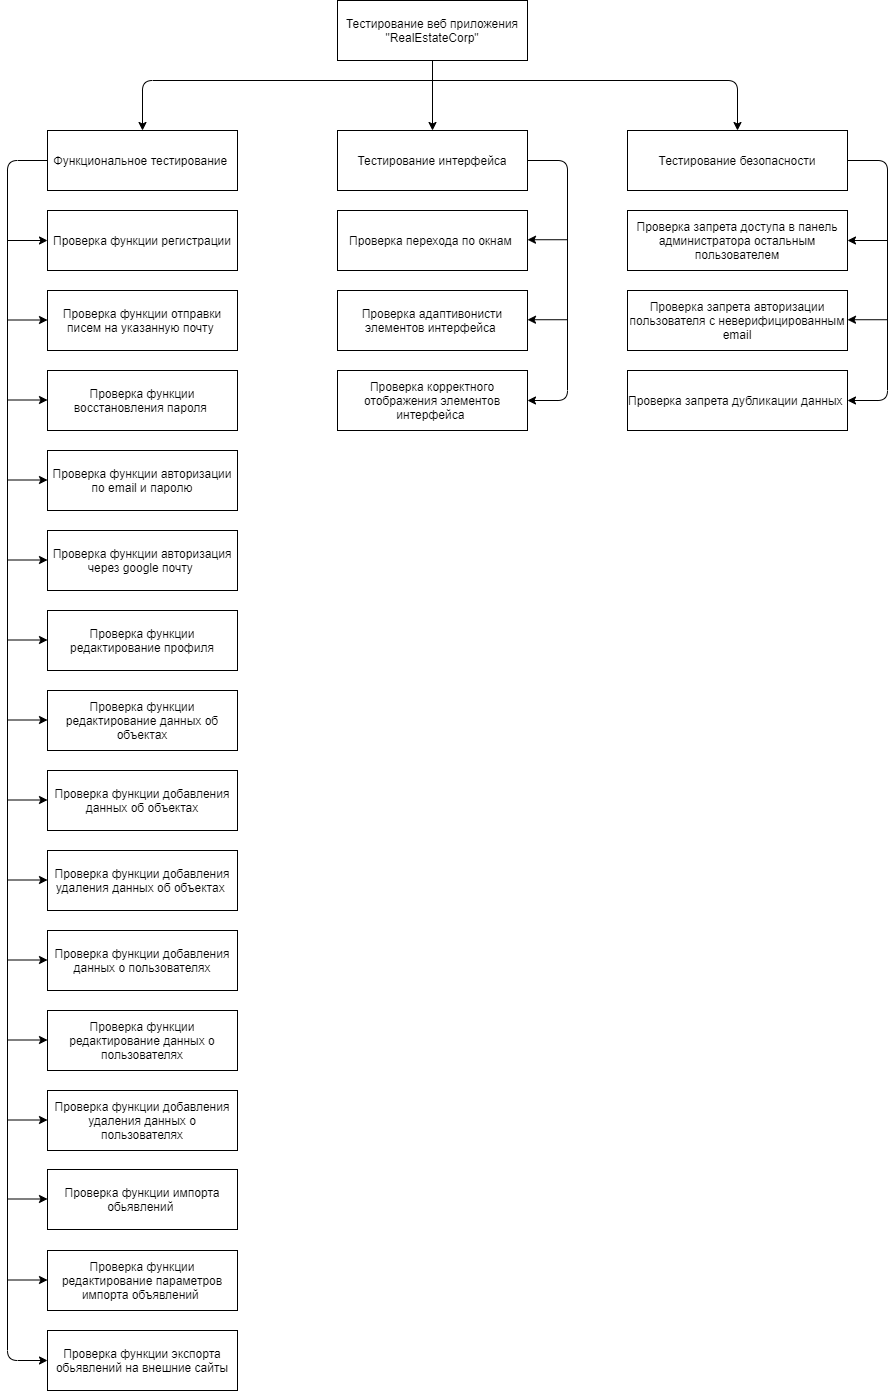 Тестирование веб приложения
"RealEstateCorp"
Функциональное тестирование
Проверка функции регистрации
Проверка функции отправки
писем на указанную почту
Проверка функции
восстановления пароля
Проверка функции авторизации
по email и паролю
Проверка функции авторизация
через google почту
Проверка функции
редактирование профиля
Проверка функции
редактирование данных об
объектах
Проверка функции добавления
данных об объектах
Проверка функции добавления
удаления данных об объектах
Проверка функции добавления
данных о пользователях
Проверка функции
редактирование данных о
пользователях
Проверка функции добавления
удаления данных о
пользователях
Проверка функции импорта
обьявлений
Проверка функции
редактирование параметров
импорта объявлений
Проверка функции экспорта
обьявлений на внешние сайты
Тестирование интерфейса
Проверка перехода по окнам
Проверка адаптивонисти
элементов интерфейса
Проверка корректного
отображения элементов
интерфейса
Тестирование безопасности
Проверка запрета доступа в панель
администратора остальным
пользователем
Проверка запрета авторизации
пользователя с неверифицированным
email
Проверка запрета дубликации данных